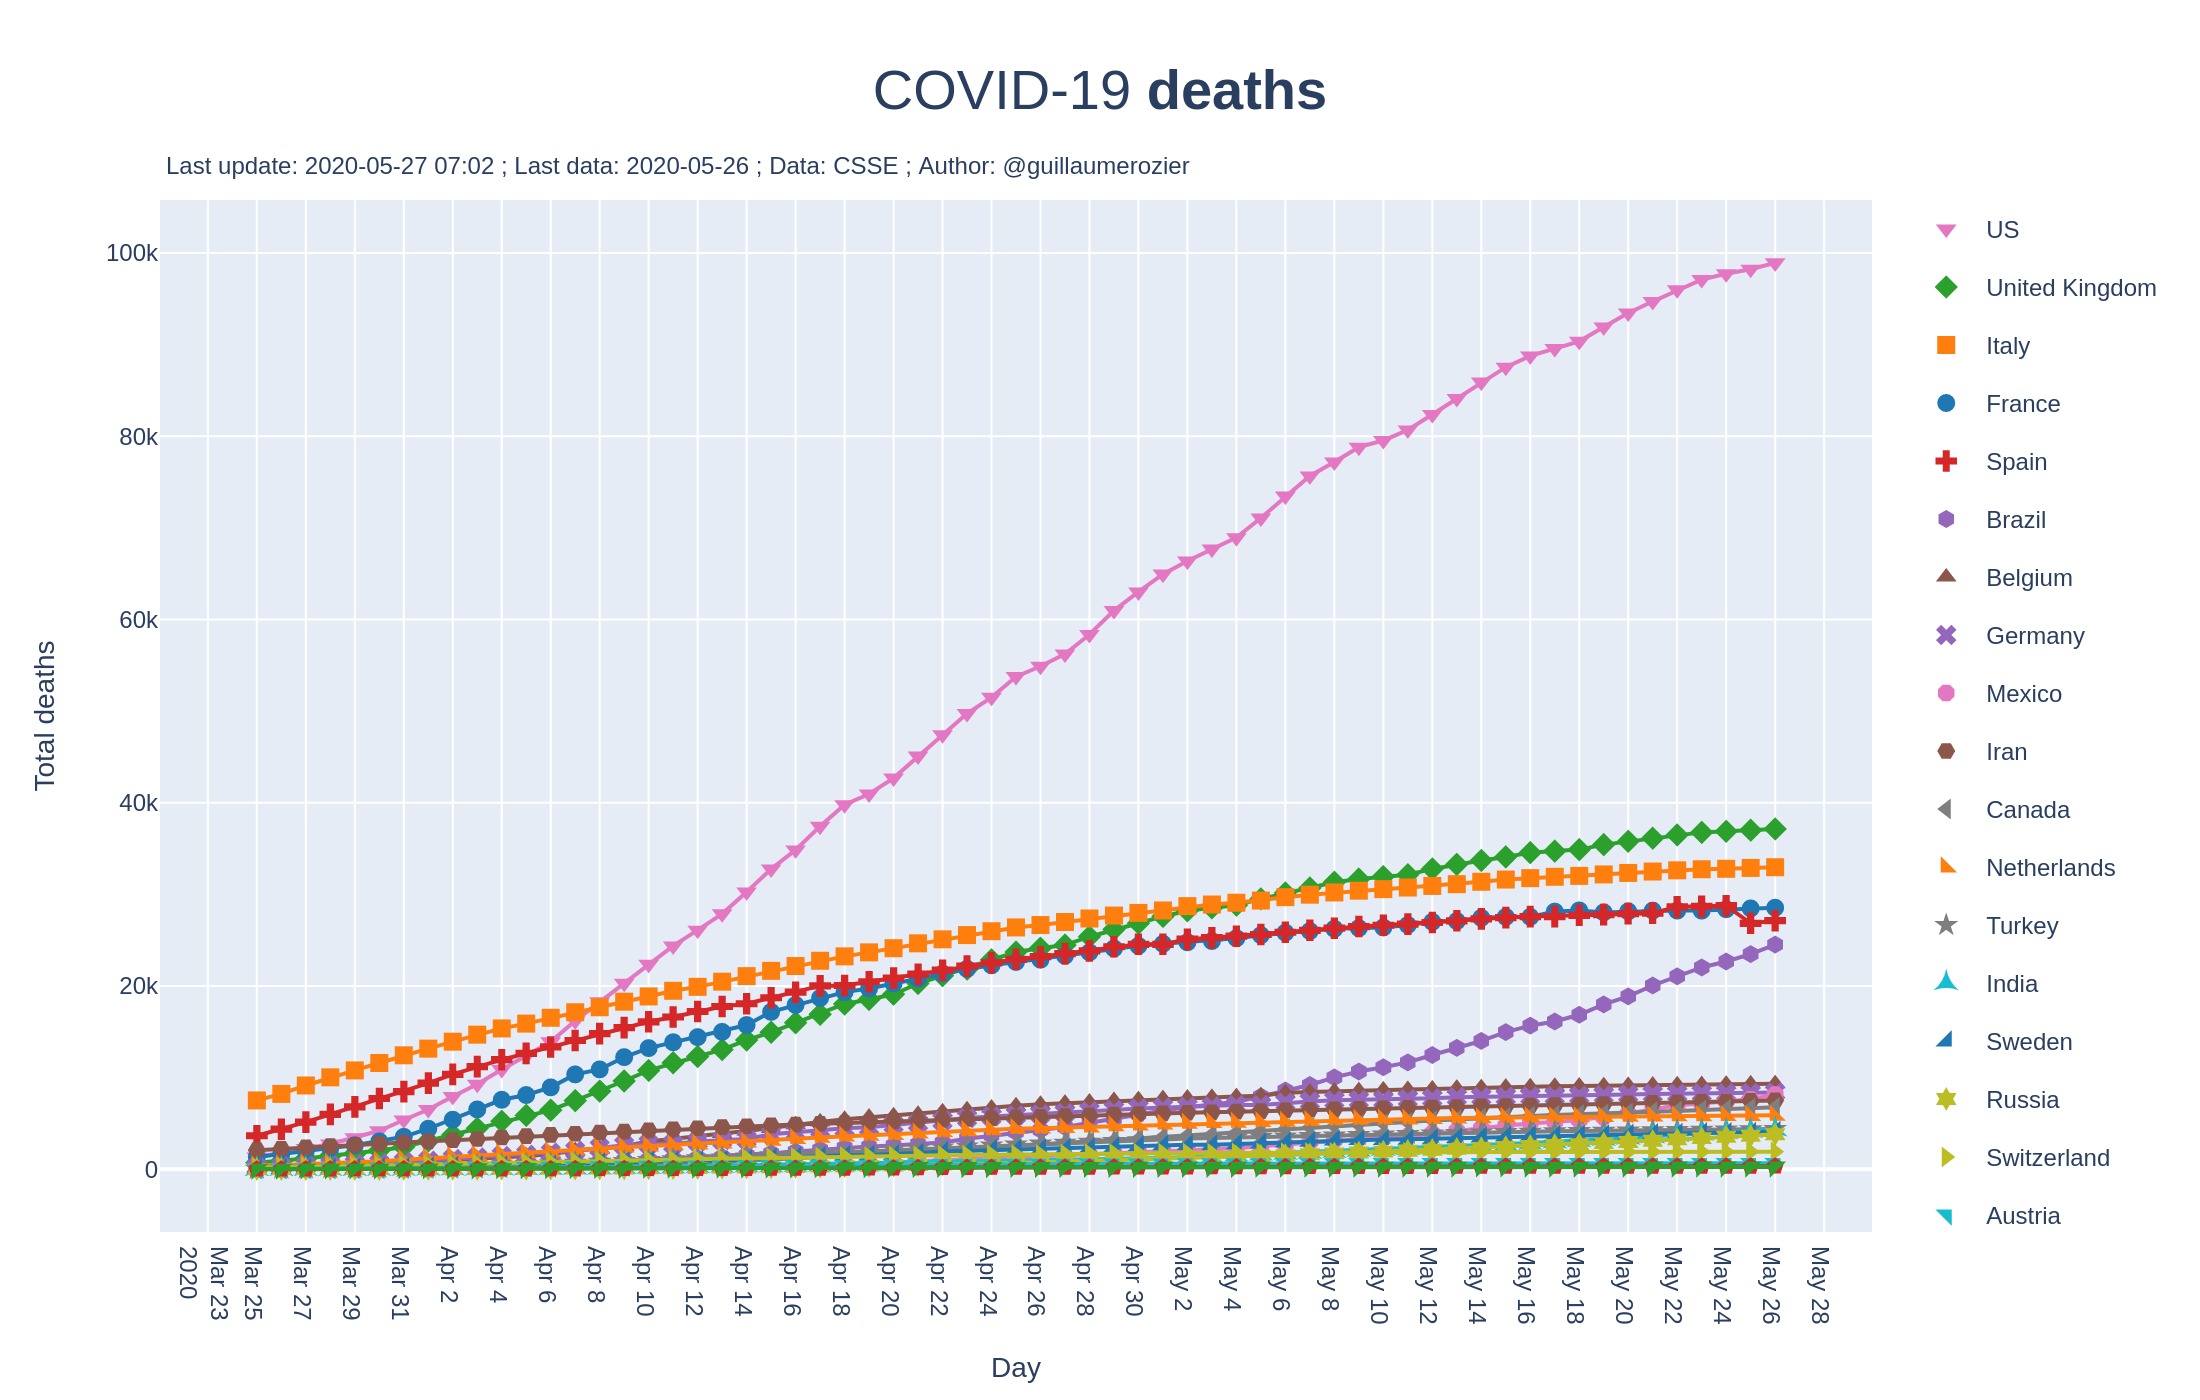 COVID-19 deaths
Last update: 2020-05-27 07:02 ; Last data: 2020-05-26 ; Data: CSSE ; Author: @guillaumerozier
Total deaths
100k
80k
60k
40k
20k
0
Mar 23
2020
Mar 25
Mar 27
Mar 29
Mar 31
Apr 2
Apr 4
Apr 6
Apr 8
Apr 10
Apr 12
Apr 14
Apr 16
Apr 18
Apr 20
Apr 22
Apr 24
Apr 26
Apr 28
Apr 30
May 2
May 4
May 6
May 8
May 10
May 12
May 14
May 16
May 18
May 20
May 22
May 24
May 26
May 28
Day
US
United Kingdom
Italy
France
Spain
Brazil
Belgium
Germany
Mexico
Iran
Canada
Netherlands
Turkey
India
Sweden
Russia
Switzerland
Austria